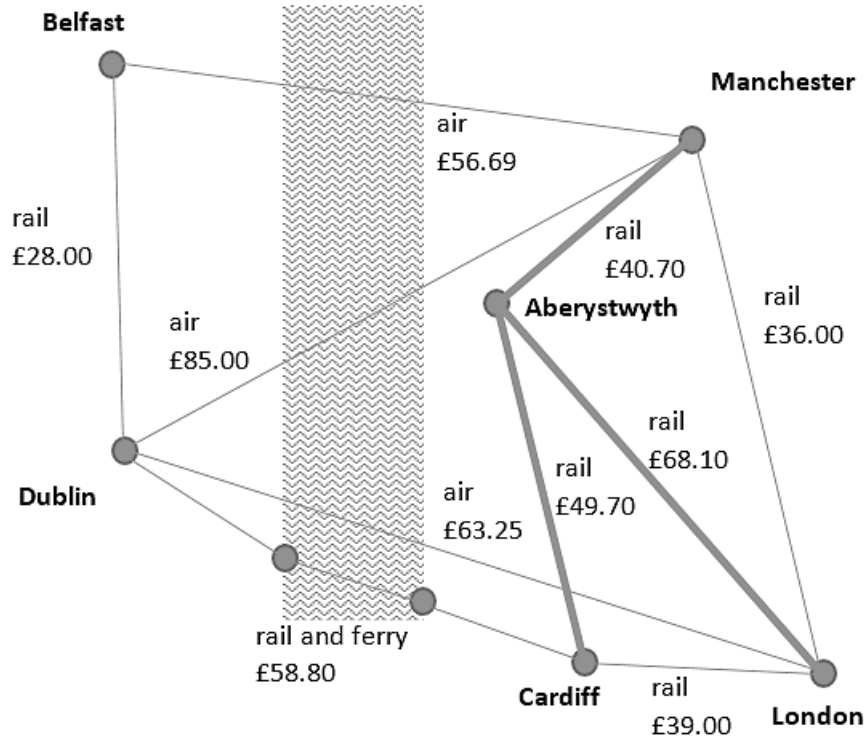 Belfast
Manchester
air
£56.69
rail
£28.00
rail
£40.70
Aberystwyth
rail
£36.00
air
£85.00
rail
£68.10
rail
£49.70
air
£63.25
Dublin
rail and ferry
£58.80
Cardiff
rail
£39.00
London